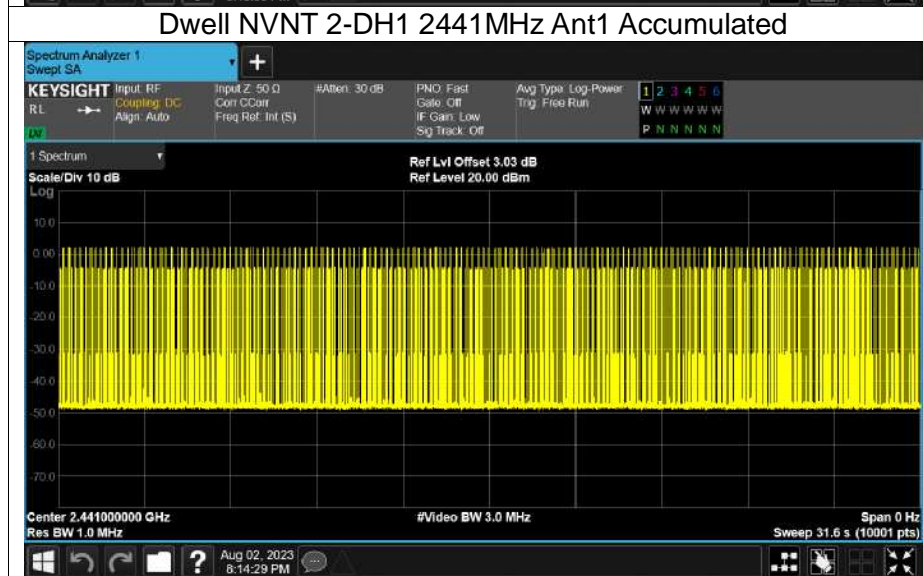 Dwell NVNT 2-DH1 2441MHz Ant1 Accumulated
Spectrum Analyzer 1
Swept SA
+
KEYSIGHT
RL
Input: RF
Coupling: DC
Align: Auto
Input Z: 50 Ω
Corr CCorr
Freq Ref: Int (S)
#Atten: 30 dB
PNO: Fast
Gate: Off
IF Gain: Low
Sig Track: Off
Avg Type: Log-Power
Trig: Free Run
1 2 3 4 5 6
W W W W W W
P N N N N N
1 Spectrum
Scale/Div 10 dB
Log
Ref Lvl Offset 3.03 dB
Ref Level 20.00 dBm
10.0
0.00
-10.0
-20.0
-30.0
-40.0
-50.0
-60.0
-70.0
Center 2.441000000 GHz
Res BW 1.0 MHz
#Video BW 3.0 MHz
Span 0 Hz
Sweep 31.6 s (10001 pts)
?
Aug 02, 2023
8:14:29 PM